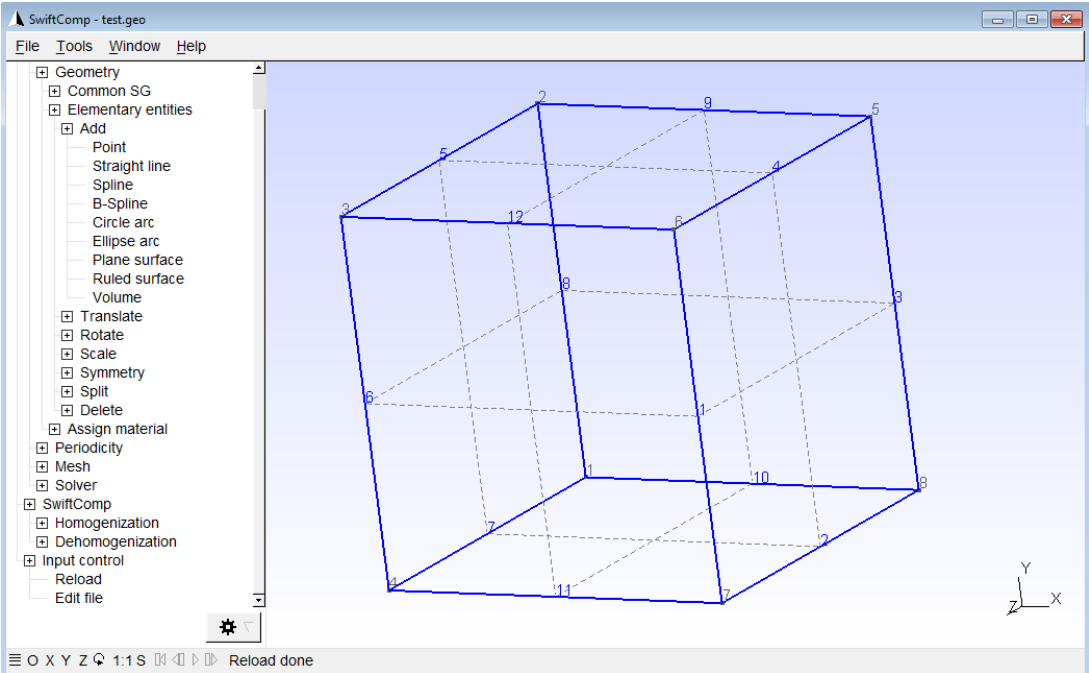 SwiftComp - test.geo
File Tools Window Help
Geometry
Common SG
Elementary entities
Add
Point
Straight line
Spline
B-Spline
Circle arc
Ellipse arc
Plane surface
Ruled surface
Volume
Translate
Rotate
Scale
Symmetry
Split
Delete
Assign material
Periodicity
Mesh
Solver
SwiftComp
Homogenization
Dehomogenization
Input control
Reload
Edit file
2 9 5
5 4
3 12 6
8 3
6 1
1 10 8
7 2
4 11 7
Y
Z X
O X Y Z 1:1 S Reload done